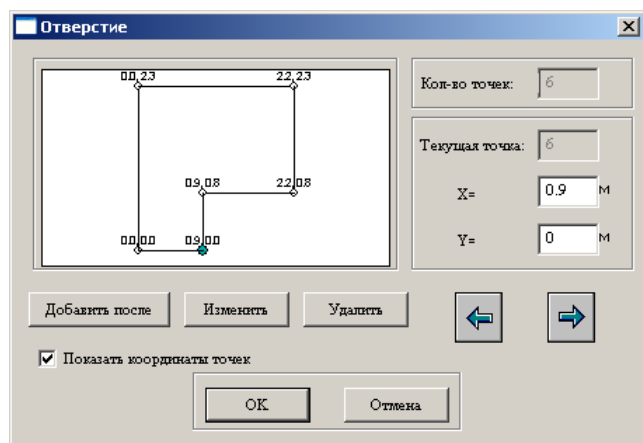 Отверстие
0.0, 2.3 2.2, 2.3
0.9, 0.8 2.2, 0.8
0.0, 0.0 0.9, 0.0
Кол-во точек: 6
Текущая точка: 6
X= 0.9 м
Y= 0 м
Добавить после Изменить Удалить
Показать координаты точек
OK Отмена